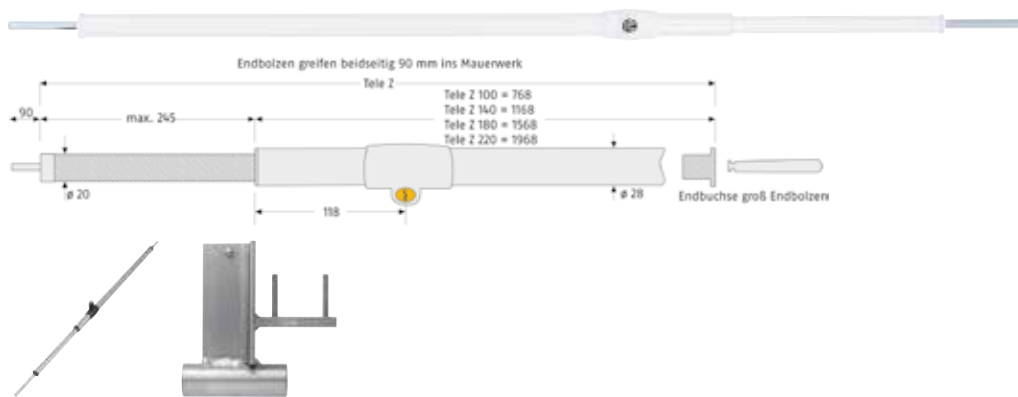 Endbolzen greifen beidseitig 90 mm ins Mauerwerk
Tele Z
Tele Z 100 = 768
Tele Z 140 = 1168
Tele Z 180 = 1568
Tele Z 220 = 1968
90
max. 245
ø 20
118
ø 28
Endbuchse groß Endbolzen